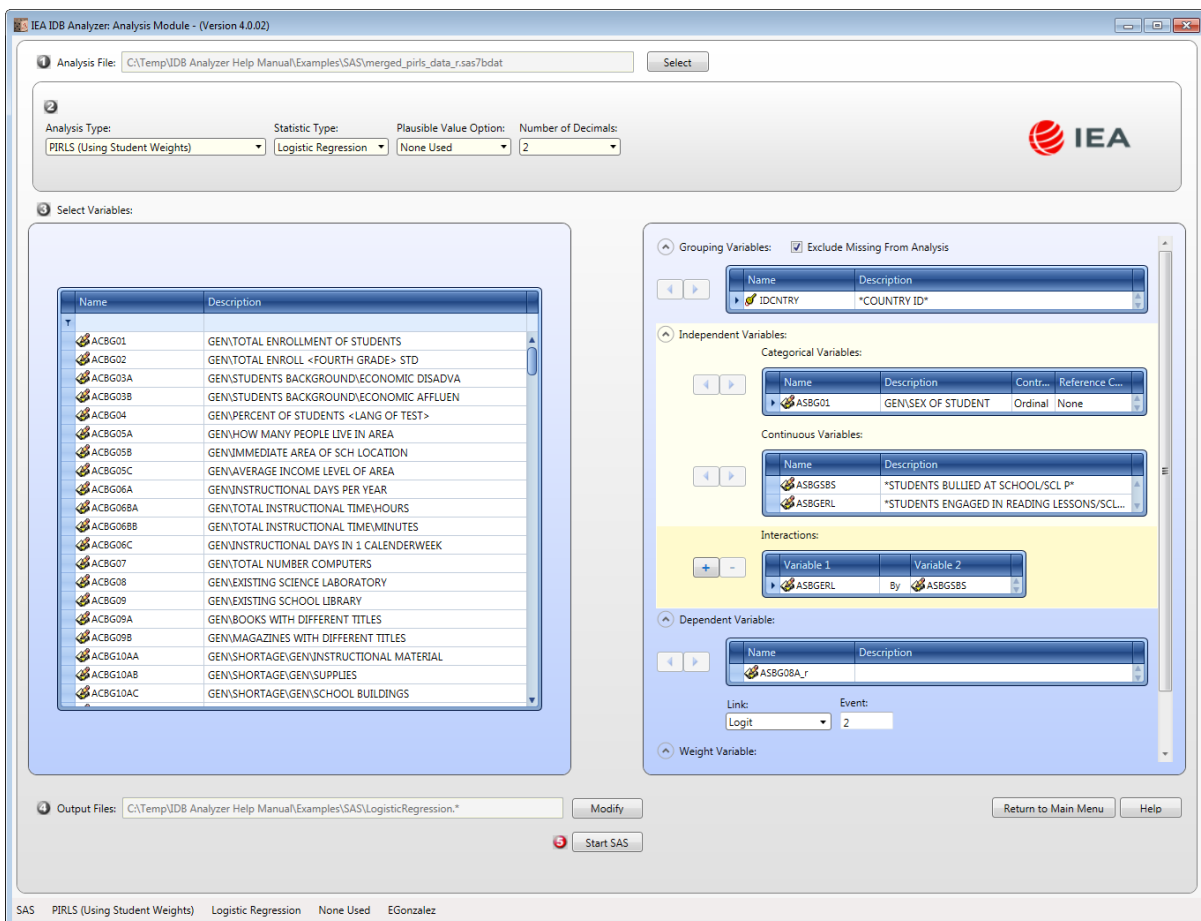 IEA IDB Analyzer: Analysis Module - (Version 4.0.02)
1 Analysis File: C:\Temp\IDB Analyzer Help Manual\Examples\SAS\merged_pirls_data_r.sas7bdat Select
2
Analysis Type: Statistic Type: Plausible Value Option: Number of Decimals:
PIRLS (Using Student Weights) Logistic Regression None Used 2
IEA
3 Select Variables:
Name Description
ACBG01 GEN\TOTAL ENROLLMENT OF STUDENTS
ACBG02 GEN\TOTAL ENROLL <FOURTH GRADE> STD
ACBG03A GEN\STUDENTS BACKGROUND\ECONOMIC DISADVA
ACBG03B GEN\STUDENTS BACKGROUND\ECONOMIC AFFLUEN
ACBG04 GEN\PERCENT OF STUDENTS <LANG OF TEST>
ACBG05A GEN\HOW MANY PEOPLE LIVE IN AREA
ACBG05B GEN\IMMEDIATE AREA OF SCH LOCATION
ACBG05C GEN\AVERAGE INCOME LEVEL OF AREA
ACBG06A GEN\INSTRUCTIONAL DAYS PER YEAR
ACBG06BA GEN\TOTAL INSTRUCTIONAL TIME\HOURS
ACBG06BB GEN\TOTAL INSTRUCTIONAL TIME\MINUTES
ACBG06C GEN\INSTRUCTIONAL DAYS IN 1 CALENDERWEEK
ACBG07 GEN\TOTAL NUMBER COMPUTERS
ACBG08 GEN\EXISTING SCIENCE LABORATORY
ACBG09 GEN\EXISTING SCHOOL LIBRARY
ACBG09A GEN\BOOKS WITH DIFFERENT TITLES
ACBG09B GEN\MAGAZINES WITH DIFFERENT TITLES
ACBG10AA GEN\SHORTAGE\GEN\INSTRUCTIONAL MATERIAL
ACBG10AB GEN\SHORTAGE\GEN\SUPPLIES
ACBG10AC GEN\SHORTAGE\GEN\SCHOOL BUILDINGS
Grouping Variables: Exclude Missing From Analysis
Name Description
IDCNTRY *COUNTRY ID*
Independent Variables:
Categorical Variables:
Name Description Contr... Reference C...
ASBG01 GEN\SEX OF STUDENT Ordinal None
Continuous Variables:
Name Description
ASBGSBS *STUDENTS BULLIED AT SCHOOL/SCL P*
ASBGERL *STUDENTS ENGAGED IN READING LESSONS/SCL...
Interactions:
Variable 1 Variable 2
ASBGERL By ASBGSBS
Dependent Variable:
Name Description
ASBG08A_r
Link: Event:
Logit 2
Weight Variable:
4 Output Files: C:\Temp\IDB Analyzer Help Manual\Examples\SAS\LogisticRegression.* Modify Return to Main Menu Help
5 Start SAS
SAS PIRLS (Using Student Weights) Logistic Regression None Used EGonzalez